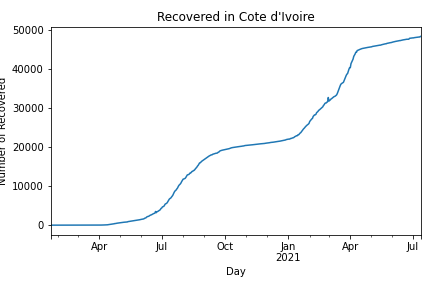 Recovered in Cote d'Ivoire
50000
40000
30000
20000
10000
0
Number of Recovered
Apr Jul Oct Jan Apr Jul
2021
Day